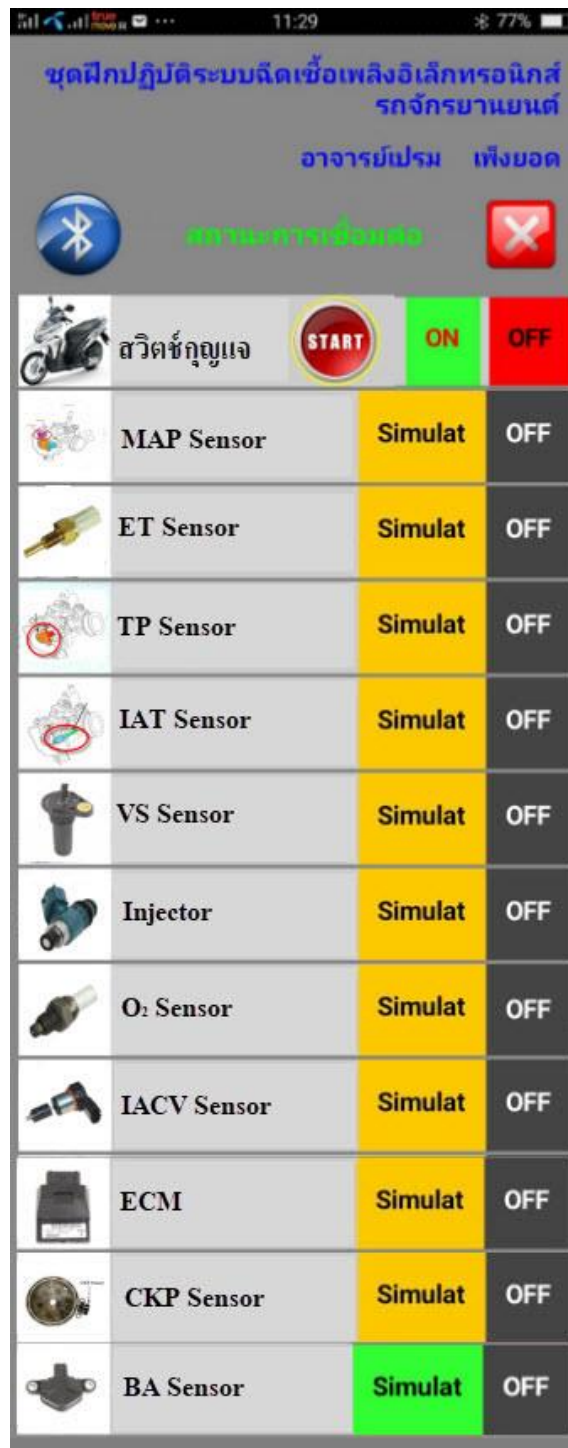 11:29 77%
ชุดฝึกปฏิบัติระบบฉีดเชื้อเพลิงอิเล็กทรอนิกส์
รถจักรยานยนต์
อาจารย์เปรม เพ็งยอด
สถานะการเชื่อมต่อ
สวิตช์กุญแจ START ON OFF
MAP Sensor Simulat OFF
ET Sensor Simulat OFF
TP Sensor Simulat OFF
IAT Sensor Simulat OFF
VS Sensor Simulat OFF
Injector Simulat OFF
O₂ Sensor Simulat OFF
IACV Sensor Simulat OFF
ECM Simulat OFF
CKP Sensor Simulat OFF
BA Sensor Simulat OFF